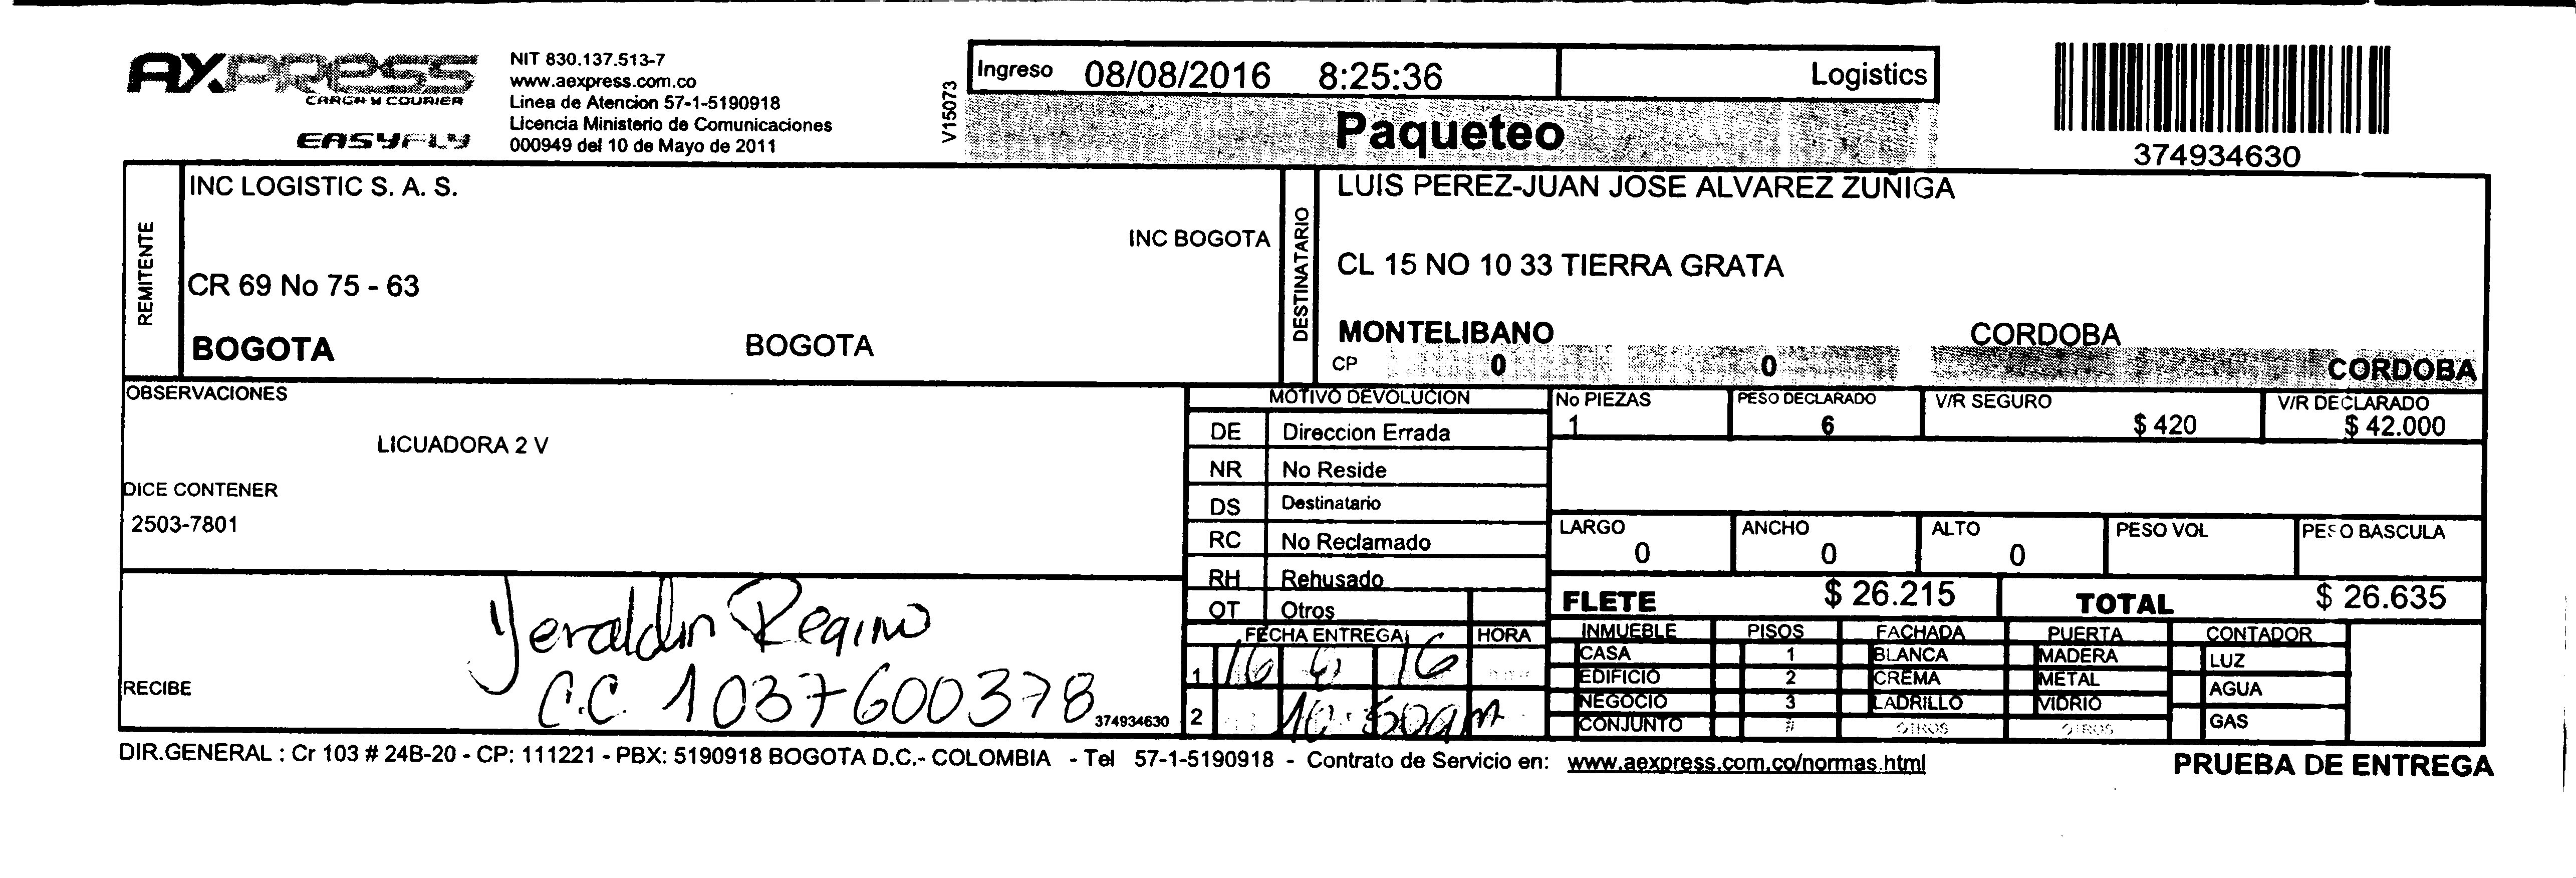 AXPRESS
CARGA Y COURIER
EASYFLY
NIT 830.137.513-7
www.aexpress.com.co
Linea de Atencion 57-1-5190918
Licencia Ministerio de Comunicaciones
000949 del 10 de Mayo de 2011
V15073
Ingreso 08/08/2016 8:25:36 Logistics
Paqueteo
374934630
REMITENTE
INC LOGISTIC S. A. S.
INC BOGOTA
CR 69 No 75 - 63
BOGOTA BOGOTA
DESTINATARIO
LUIS PEREZ-JUAN JOSE ALVAREZ ZUÑIGA
CL 15 NO 10 33 TIERRA GRATA
MONTELIBANO CORDOBA
CP 0 0 CORDOBA
OBSERVACIONES
LICUADORA 2 V
DICE CONTENER
2503-7801
MOTIVO DEVOLUCION
DE Direccion Errada
NR No Reside
DS Destinatario
RC No Reclamado
RH Rehusado
OT Otros
No PIEZAS PESO DECLARADO V/R SEGURO V/R DECLARADO
1 6 $ 420 $ 42.000
LARGO ANCHO ALTO PESO VOL PESO BASCULA
0 0 0
FLETE $ 26.215 TOTAL $ 26.635
RECIBE
Yeraldin Regino
C.C. 1037600378
374934630
FECHA ENTREGA HORA
1 16 16
2 10:50am
INMUEBLE PISOS FACHADA PUERTA CONTADOR
CASA 1 BLANCA MADERA LUZ
EDIFICIO 2 CREMA METAL AGUA
NEGOCIO 3 LADRILLO VIDRIO GAS
CONJUNTO # OTROS OTROS
DIR.GENERAL : Cr 103 # 24B-20 - CP: 111221 - PBX: 5190918 BOGOTA D.C.- COLOMBIA - Tel 57-1-5190918 - Contrato de Servicio en: www.aexpress.com.co/normas.html
PRUEBA DE ENTREGA